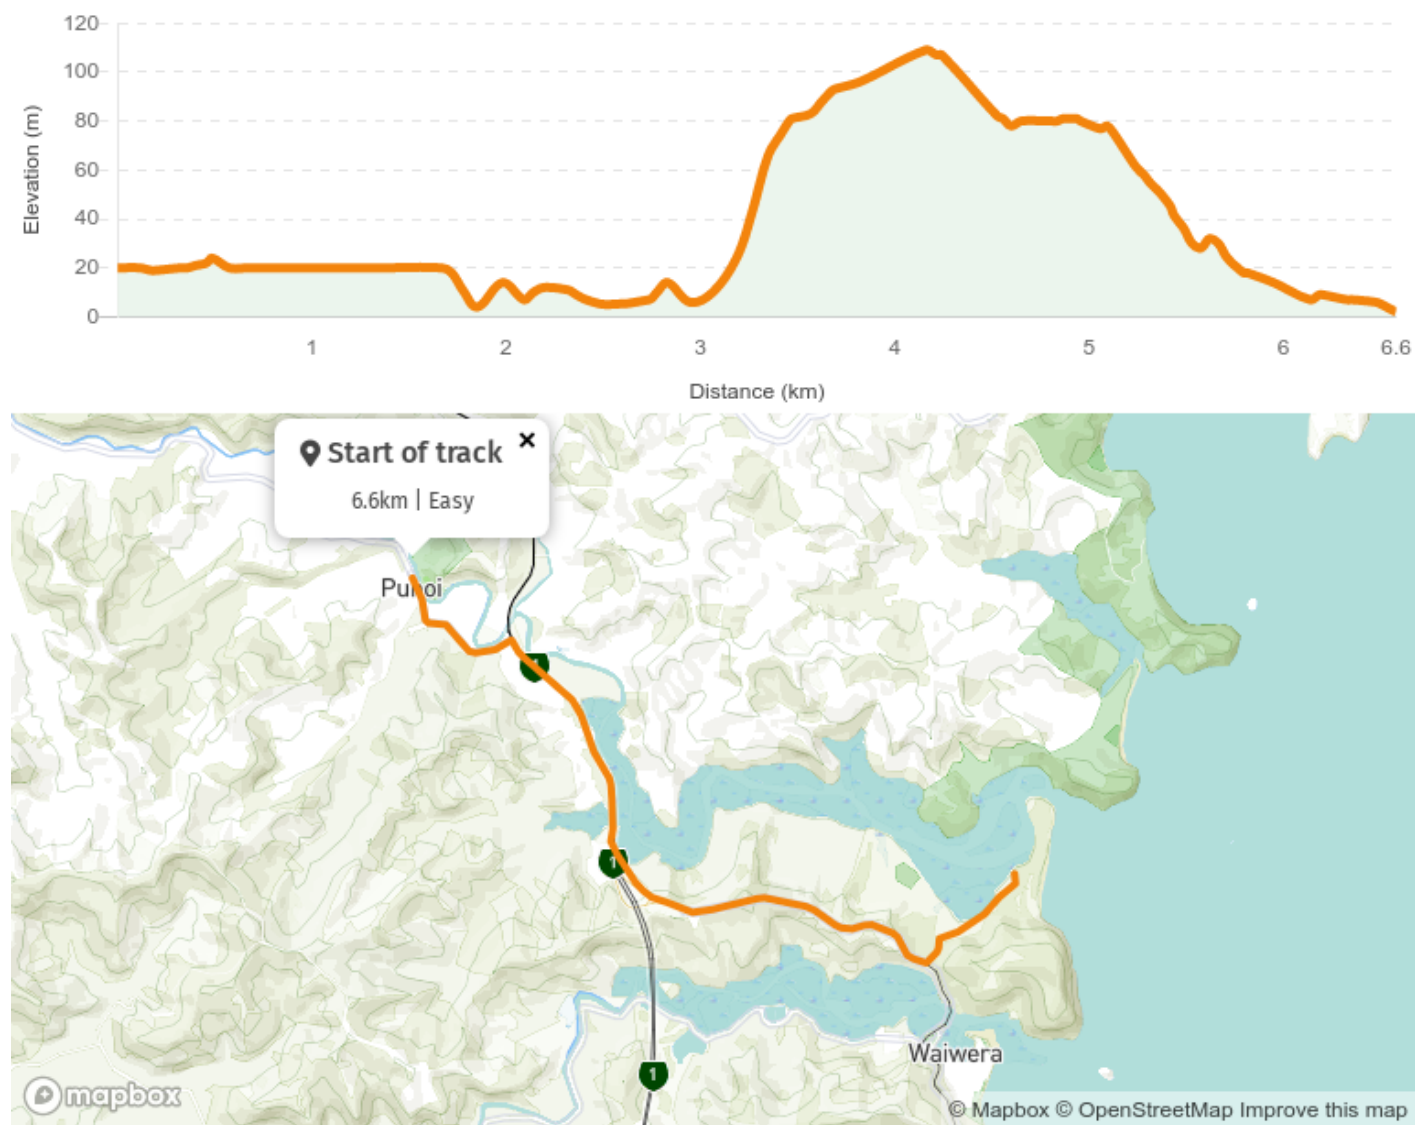 120
100
80
60
40
20
0
Elevation (m)
1 2 3 4 5 6 6.6
Distance (km)
Start of track ×
6.6km | Easy
Puhoi
1
1
1
Waiwera
mapbox
© Mapbox © OpenStreetMap Improve this map